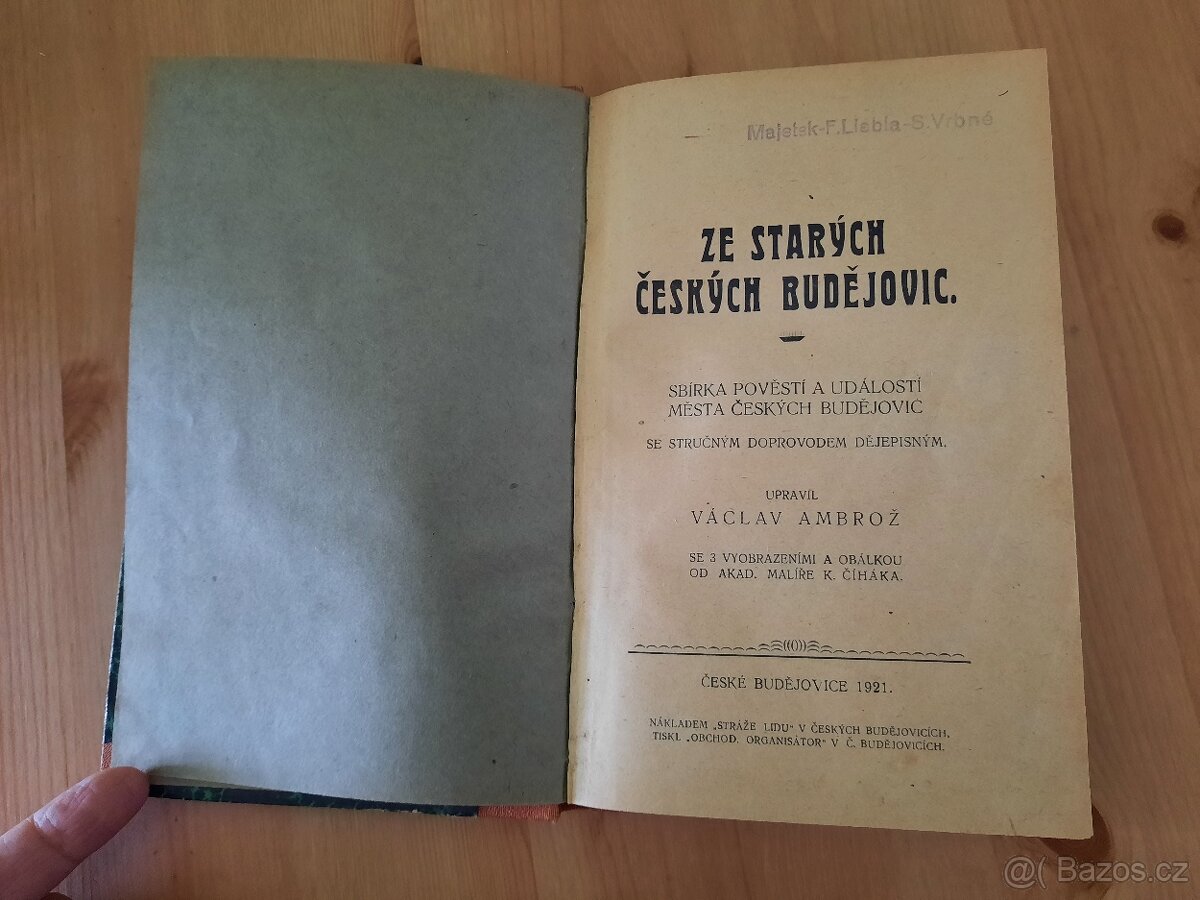 Majetek-F.Liebla-S.Vrbné
ZE STARÝCH
ČESKÝCH BUDĚJOVIC.
SBÍRKA POVĚSTÍ A UDÁLOSTÍ
MĚSTA ČESKÝCH BUDĚJOVIC
SE STRUČNÝM DOPROVODEM DĚJEPISNÝM.
UPRAVIL
VÁCLAV AMBROŽ
SE 3 VYOBRAZENÍMI A OBÁLKOU
OD AKAD. MALÍŘE K. ČIHÁKA.
ČESKÉ BUDĚJOVICE 1921.
NÁKLADEM „STRÁŽE LIDU“ V ČESKÝCH BUDĚJOVICÍCH.
TISKL „OBCHOD. ORGANISÁTOR“ V Č. BUDĚJOVICÍCH.
@( Bazos.cz